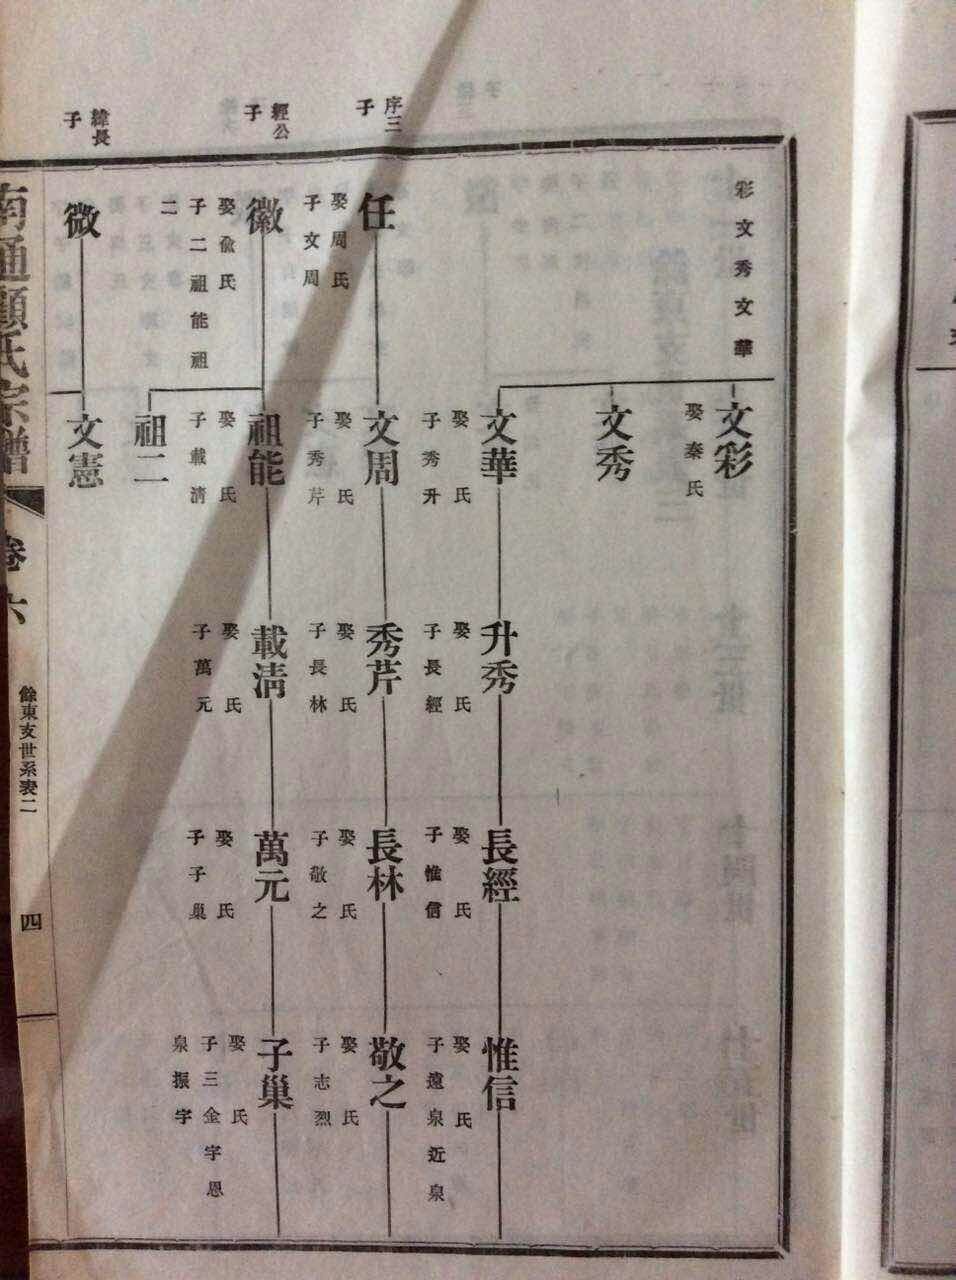 彩文秀文華
文彩
娶秦氏
文秀
文華
娶 氏
子秀升
升秀
娶 氏
子長經
長經
娶 氏
子惟信
惟信
娶 氏
子遠泉近泉
序三
子
任
娶周氏
子文周
文周
娶 氏
子秀芹
秀芹
娶 氏
子長林
長林
娶 氏
子敬之
敬之
娶 氏
子志烈
經公
子
徽
娶俞氏
子二祖能祖
二
祖能
娶 氏
子載清
祖二
載清
娶 氏
子萬元
萬元
娶 氏
子子巢
子巢
娶 氏
子三金字恩
泉振宇
緯長
子
微
文憲
南通顧氏宗譜
卷六
餘東支世系表二
四